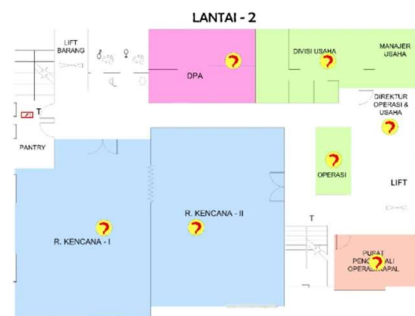 LANTAI - 2
LIFT
BARANG
DPA
DIVISI USAHA
MANAJER
USAHA
DIREKTUR
OPERASI &
USAHA
T
PANTRY
OPERASI
LIFT
R. KENCANA - II
R. KENCANA - I
T
PUSAT